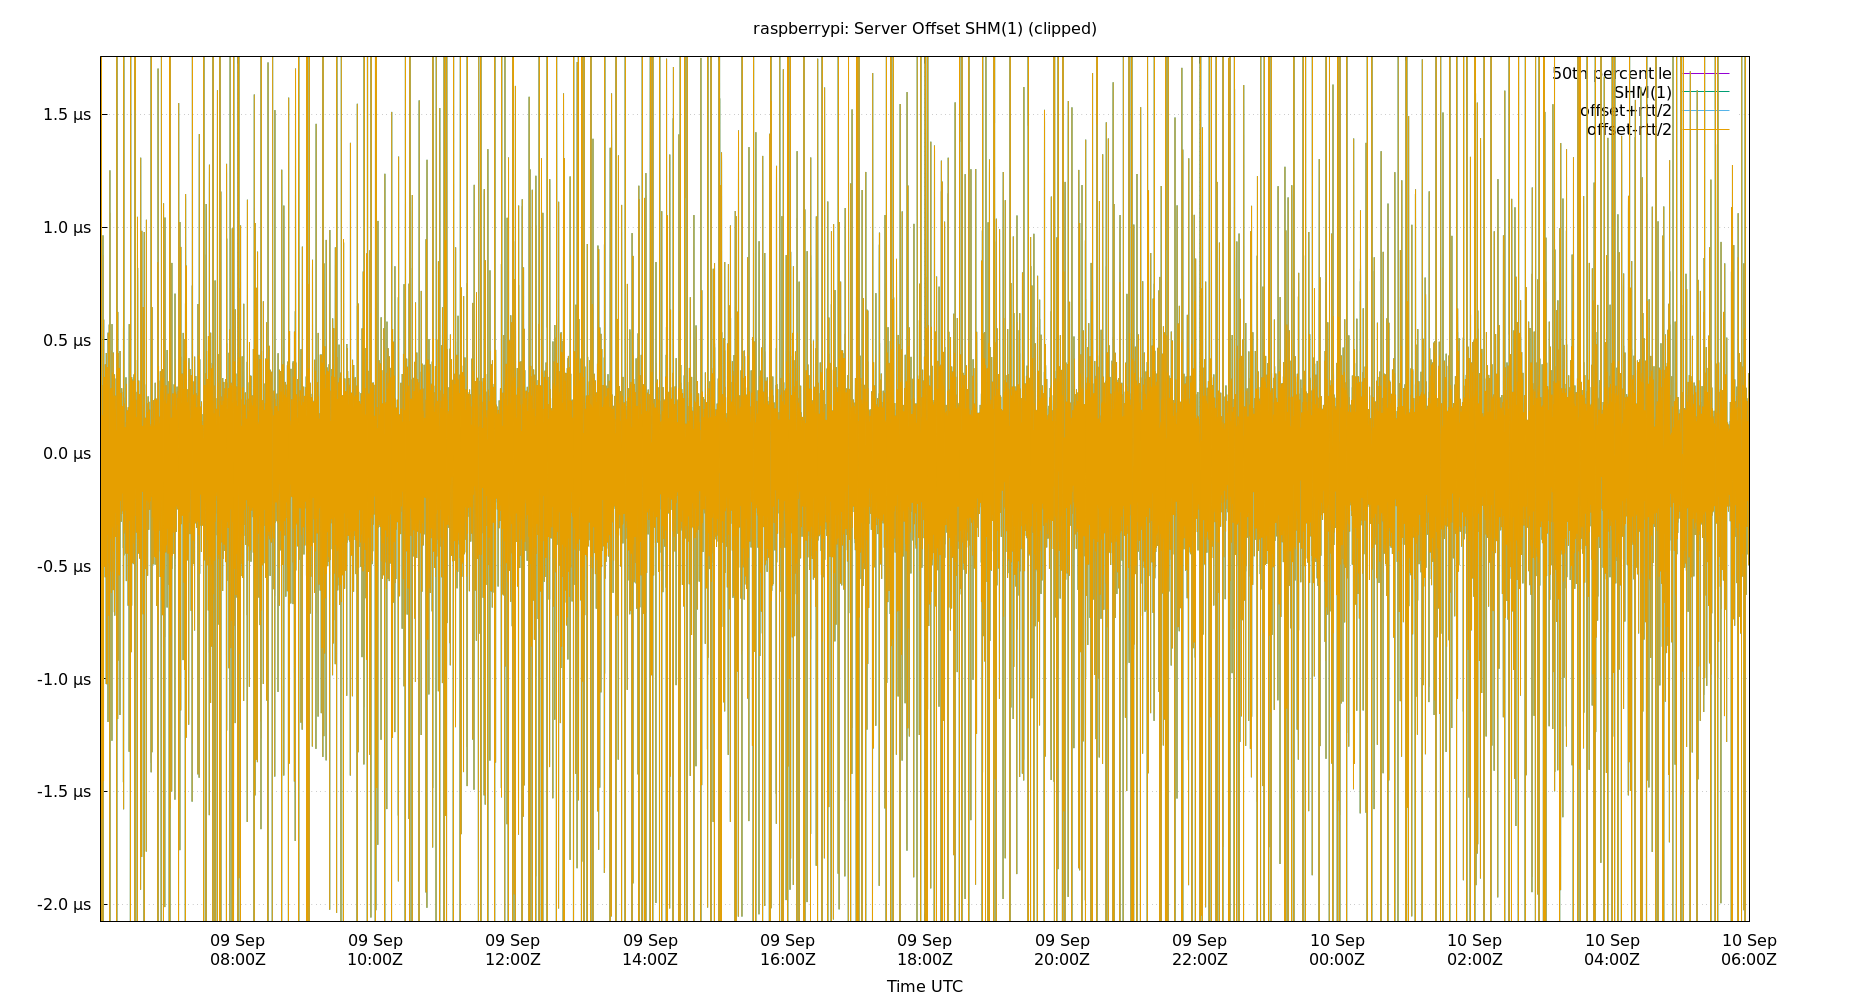 raspberrypi: Server Offset SHM(1) (clipped)
50th percentile
SHM(1)
offset+rtt/2
offset-rtt/2
1.5 µs
1.0 µs
0.5 µs
0.0 µs
-0.5 µs
-1.0 µs
-1.5 µs
-2.0 µs
09 Sep 09 Sep 09 Sep 09 Sep 09 Sep 09 Sep 09 Sep 09 Sep 10 Sep 10 Sep 10 Sep 10 Sep
08:00Z 10:00Z 12:00Z 14:00Z 16:00Z 18:00Z 20:00Z 22:00Z 00:00Z 02:00Z 04:00Z 06:00Z
Time UTC